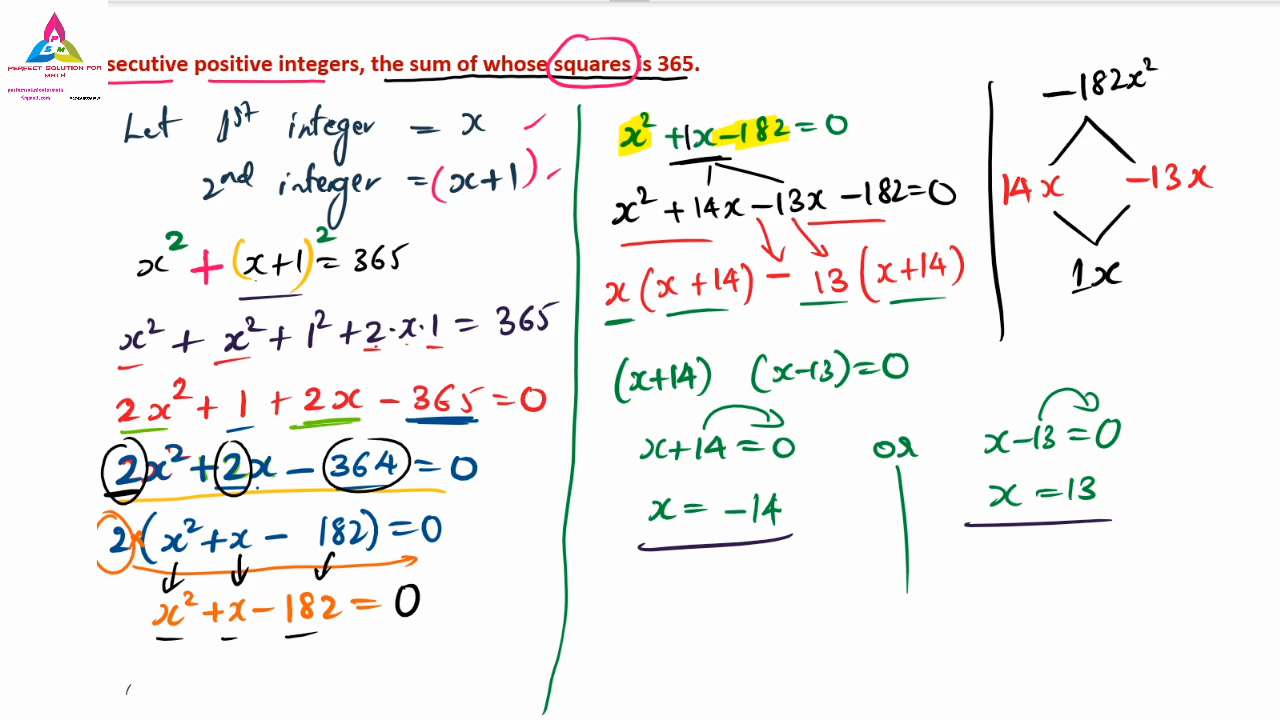 PERFECT SOLUTION FOR
MATH
PSM
secutive positive integers, the sum of whose squares is 365.
Let 1st integer = x
2nd integer = (x+1)
x² + (x+1)² = 365
x² + x² + 1² + 2·x·1 = 365
2x² + 1 + 2x - 365 = 0
2x² + 2x - 364 = 0
2(x² + x - 182) = 0
x² + x - 182 = 0
x² + 1x - 182 = 0
x² + 14x - 13x - 182 = 0
x(x+14) - 13(x+14)
(x+14) (x-13) = 0
x+14 = 0 or x-13 = 0
x = -14 x = 13
-182x²
14x -13x
1x